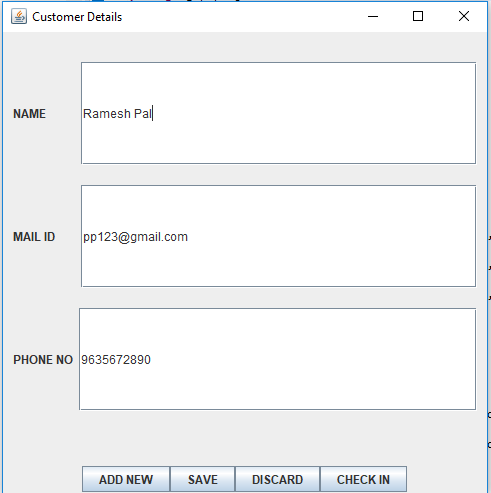 Customer Details
NAME Ramesh Pal
MAIL ID pp123@gmail.com
PHONE NO 9635672890
ADD NEW SAVE DISCARD CHECK IN